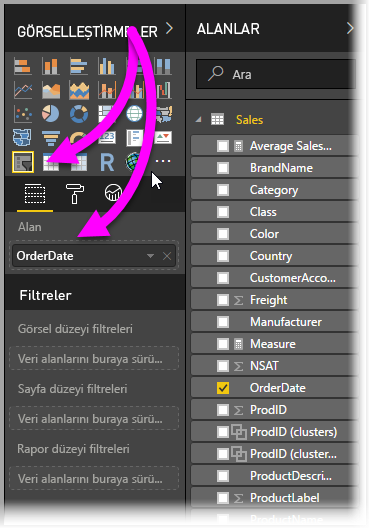 GÖRSELLEŞTİRMELER
R
Alan
OrderDate
Filtreler
Görsel düzeyi filtreleri
Veri alanlarını buraya sürü...
Sayfa düzeyi filtreleri
Veri alanlarını buraya sürü...
Rapor düzeyi filtreleri
Veri alanlarını buraya sürü...
ALANLAR
Ara
Sales
Average Sales...
BrandName
Category
Class
Color
Country
CustomerAcco...
Freight
Manufacturer
Measure
NSAT
OrderDate
ProdID
ProdID (clusters)
ProdID (cluster...
ProductDescri...
ProductLabel